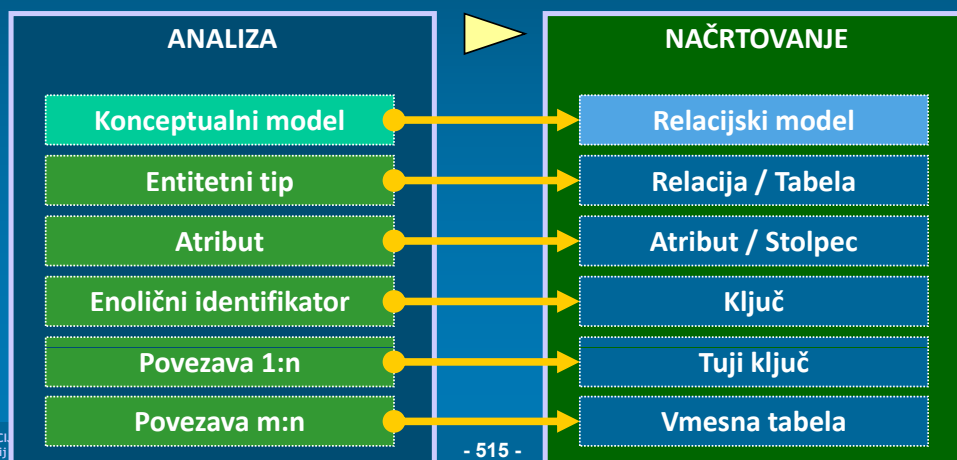 ANALIZA
NAČRTOVANJE
Konceptualni model
Relacijski model
Entitetni tip
Relacija / Tabela
Atribut
Atribut / Stolpec
Enolični identifikator
Ključ
Povezava 1:n
Tuji ključ
Povezava m:n
Vmesna tabela
- 515 -